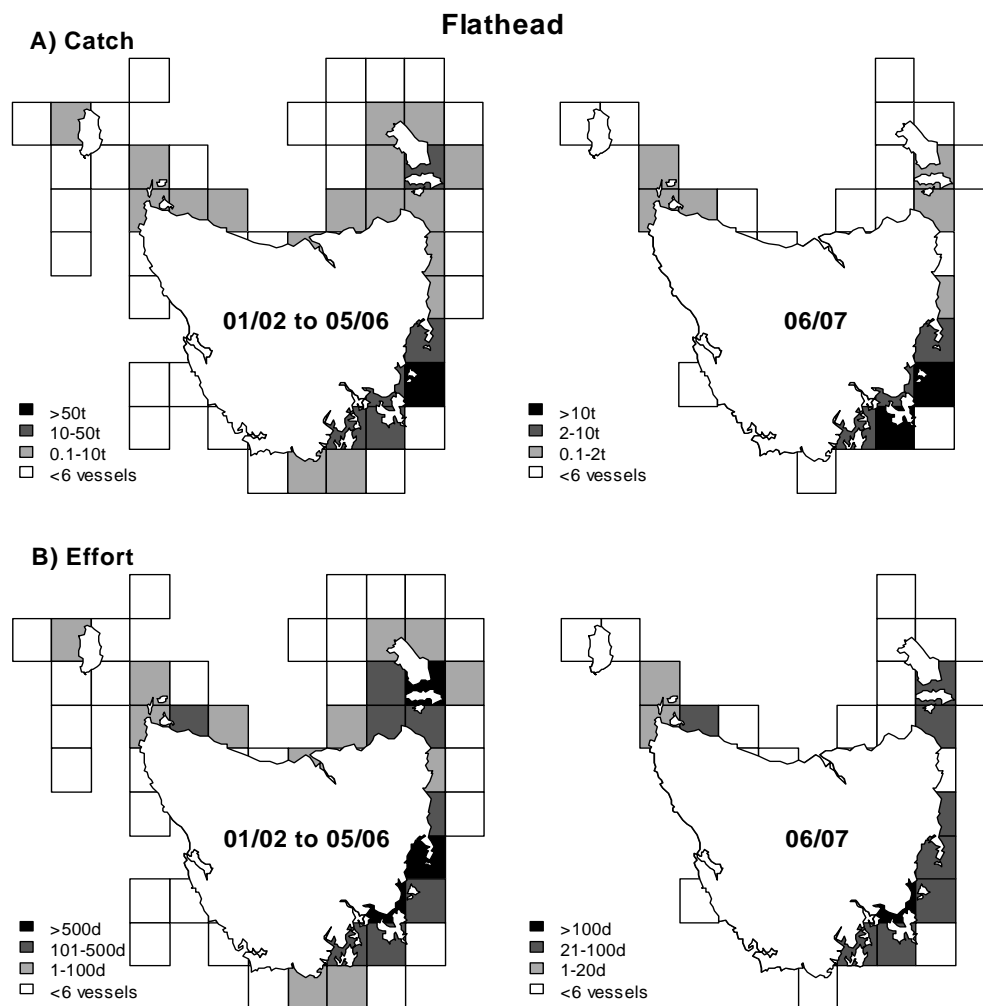 Flathead
A) Catch
01/02 to 05/06
>50t
10-50t
0.1-10t
<6 vessels
06/07
>10t
2-10t
0.1-2t
<6 vessels
B) Effort
01/02 to 05/06
>500d
101-500d
1-100d
<6 vessels
06/07
>100d
21-100d
1-20d
<6 vessels